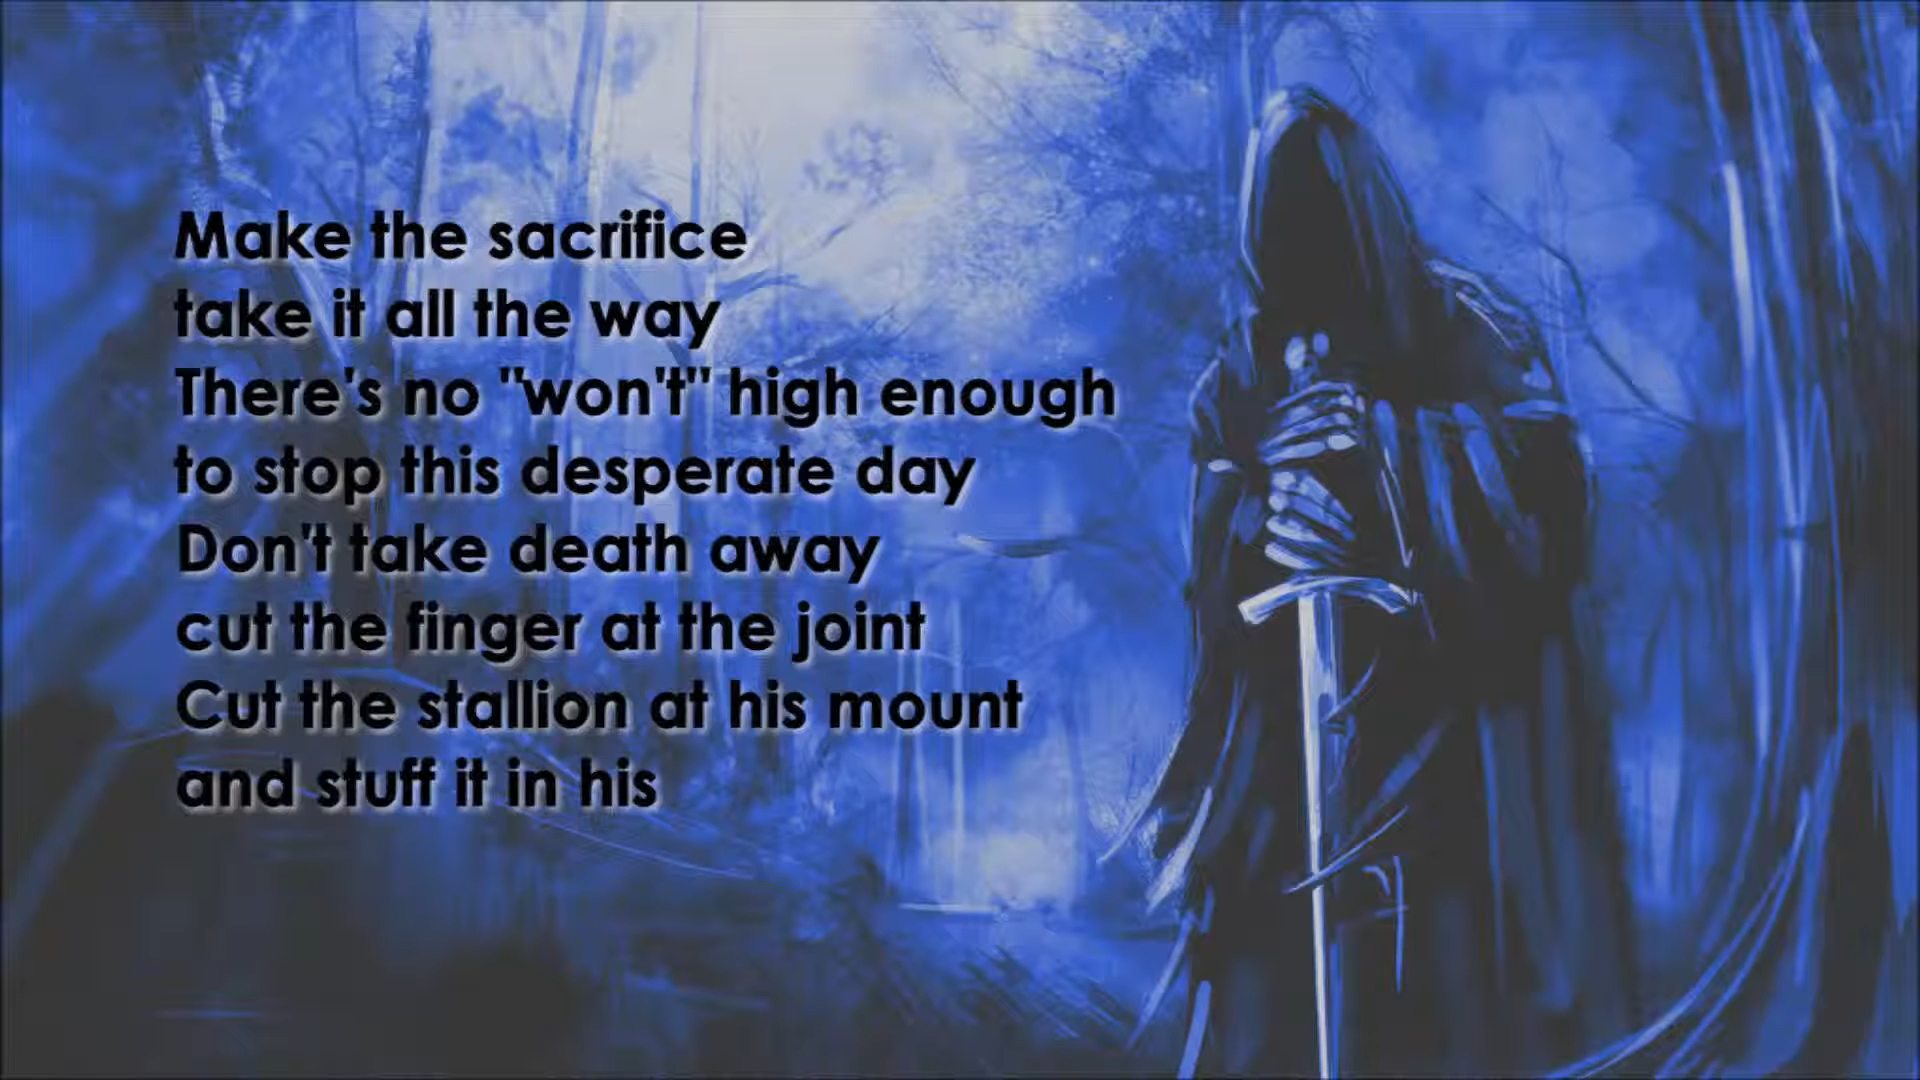 Make the sacrifice
take it all the way
There's no "won't" high enough
to stop this desperate day
Don't take death away
cut the finger at the joint
Cut the stallion at his mount
and stuff it in his